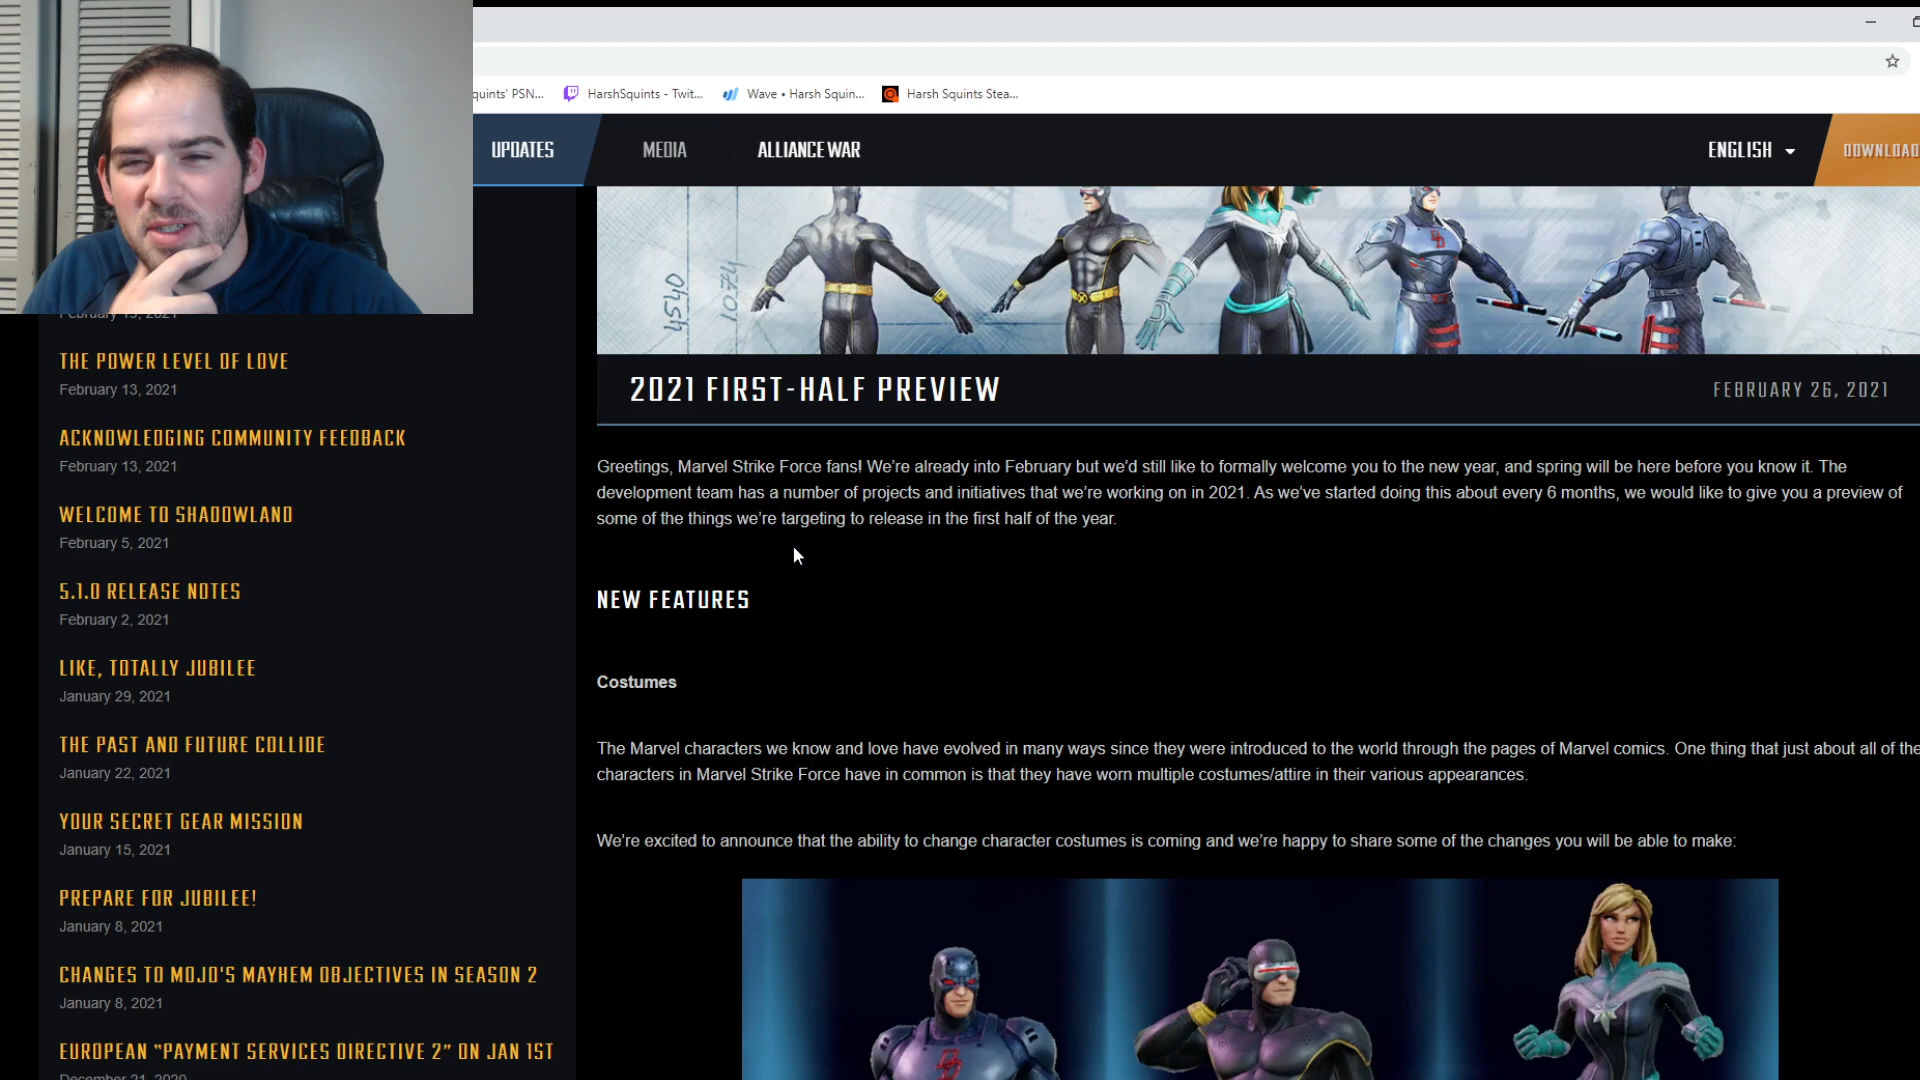 quints' PSN... HarshSquints - Twit... Wave • Harsh Squin... Harsh Squints Stea...
UPDATES MEDIA ALLIANCE WAR ENGLISH DOWNLOAD
4540
2021 FIRST-HALF PREVIEW FEBRUARY 26, 2021
Greetings, Marvel Strike Force fans! We're already into February but we'd still like to formally welcome you to the new year, and spring will be here before you know it. The
development team has a number of projects and initiatives that we're working on in 2021. As we've started doing this about every 6 months, we would like to give you a preview of
some of the things we're targeting to release in the first half of the year.
NEW FEATURES
Costumes
The Marvel characters we know and love have evolved in many ways since they were introduced to the world through the pages of Marvel comics. One thing that just about all of the
characters in Marvel Strike Force have in common is that they have worn multiple costumes/attire in their various appearances.
We're excited to announce that the ability to change character costumes is coming and we're happy to share some of the changes you will be able to make:
February 19, 2021
THE POWER LEVEL OF LOVE
February 13, 2021
ACKNOWLEDGING COMMUNITY FEEDBACK
February 13, 2021
WELCOME TO SHADOWLAND
February 5, 2021
5.1.0 RELEASE NOTES
February 2, 2021
LIKE, TOTALLY JUBILEE
January 29, 2021
THE PAST AND FUTURE COLLIDE
January 22, 2021
YOUR SECRET GEAR MISSION
January 15, 2021
PREPARE FOR JUBILEE!
January 8, 2021
CHANGES TO MOJO'S MAYHEM OBJECTIVES IN SEASON 2
January 8, 2021
EUROPEAN “PAYMENT SERVICES DIRECTIVE 2” ON JAN 1ST
December 21, 2020